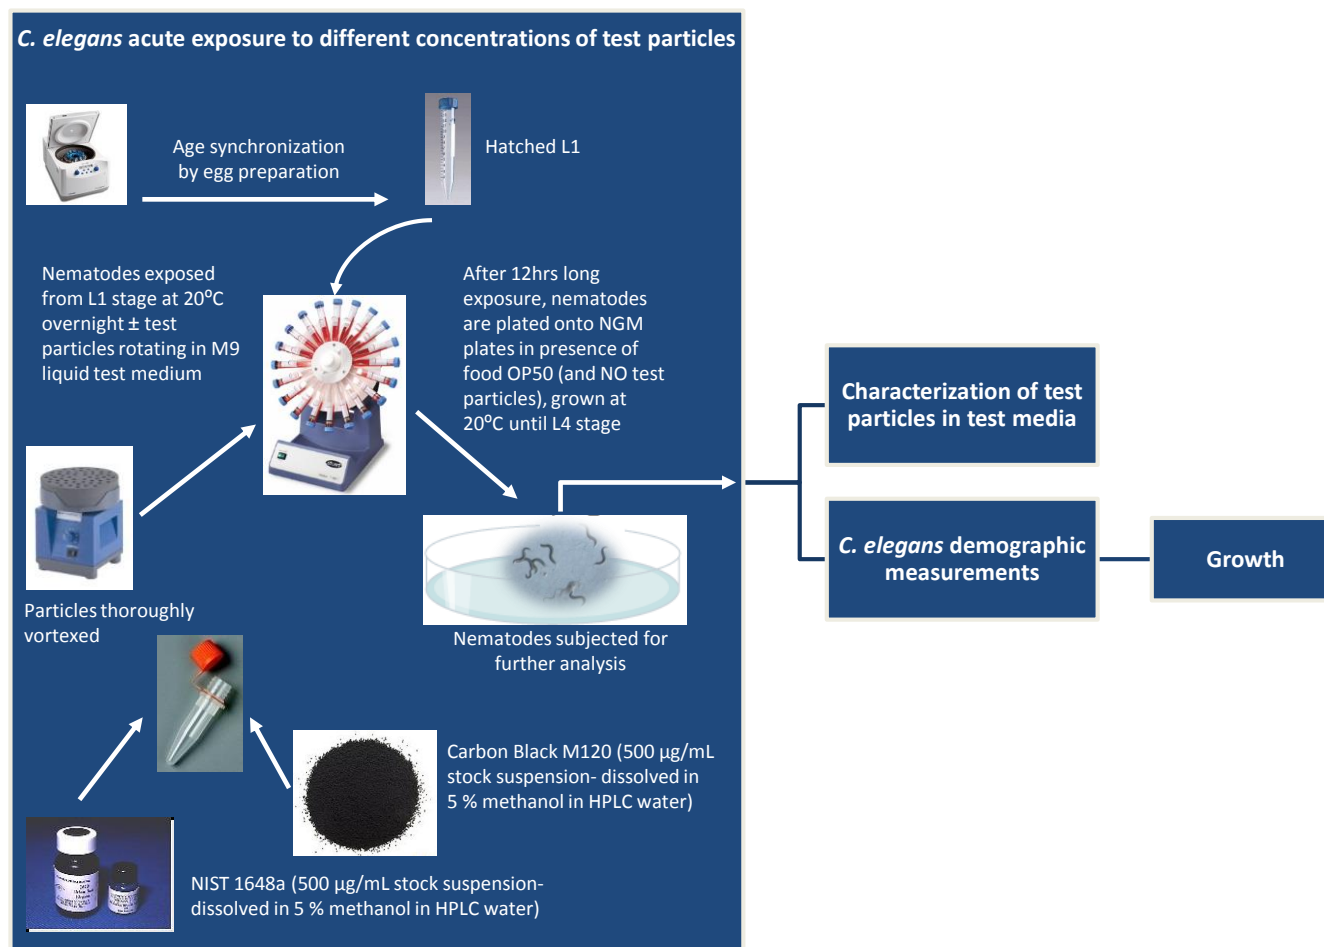 C. elegans acute exposure to different concentrations of test particles
Age synchronization
by egg preparation
Hatched L1
Nematodes exposed
from L1 stage at 20⁰C
overnight ± test
particles rotating in M9
liquid test medium
After 12hrs long
exposure, nematodes
are plated onto NGM
plates in presence of
food OP50 (and NO test
particles), grown at
20⁰C until L4 stage
Particles thoroughly
vortexed
Nematodes subjected for
further analysis
Carbon Black M120 (500 µg/mL
stock suspension- dissolved in
5 % methanol in HPLC water)
NIST 1648a (500 µg/mL stock suspension-
dissolved in 5 % methanol in HPLC water)
Characterization of test
particles in test media
C. elegans demographic
measurements
Growth